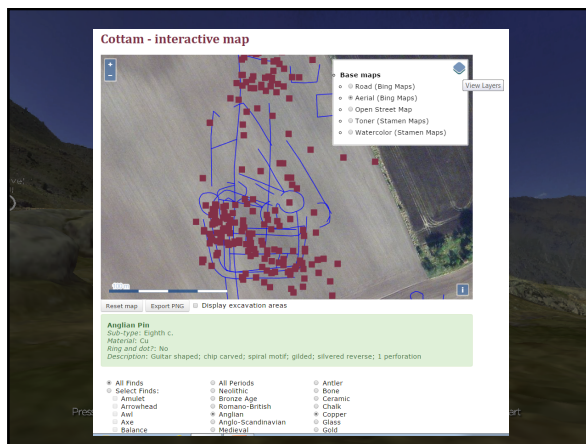 Cottam - interactive map
+
−
Base maps
Road (Bing Maps)
Aerial (Bing Maps)
Open Street Map
Toner (Stamen Maps)
Watercolor (Stamen Maps)
View Layers
100 m
i
Reset map Export PNG Display excavation areas
Anglian Pin
Sub-type: Eighth c.
Material: Cu
Ring and dot?: No
Description: Guitar shaped; chip carved; spiral motif; gilded; silvered reverse; 1 perforation
All Finds All Periods Antler
Select Finds: Neolithic Bone
Amulet Bronze Age Ceramic
Arrowhead Romano-British Chalk
Awl Anglian Copper
Axe Anglo-Scandinavian Glass
Balance Medieval Gold